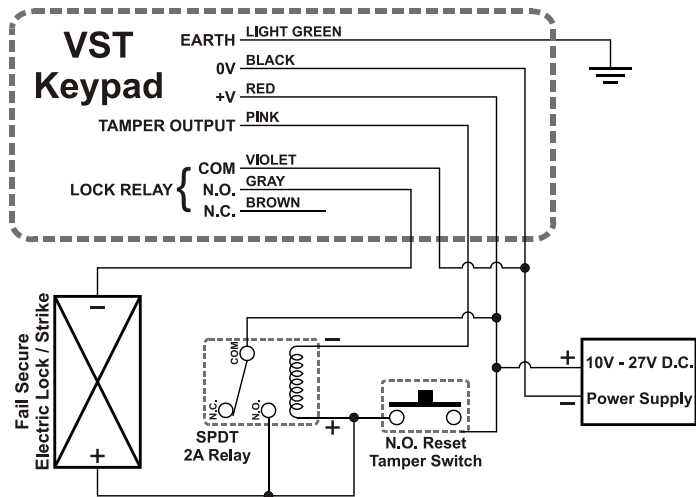 VST
Keypad
EARTH LIGHT GREEN
0V BLACK
+V RED
TAMPER OUTPUT PINK
LOCK RELAY { COM VIOLET
N.O. GRAY
N.C. BROWN
Fail Secure
Electric Lock / Strike
−
+
COM
N.C.
N.O.
−
+
SPDT
2A Relay
N.O. Reset
Tamper Switch
+ 10V - 27V D.C.
− Power Supply